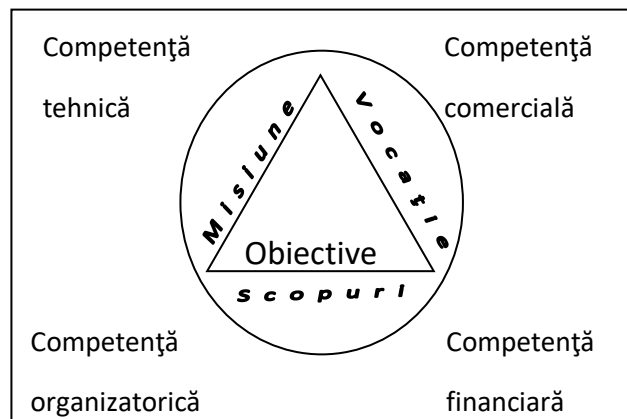 Competenţă
tehnică
Competenţă
comercială
Misiune
Vocaţie
Obiective
Scopuri
Competenţă
organizatorică
Competenţă
financiară